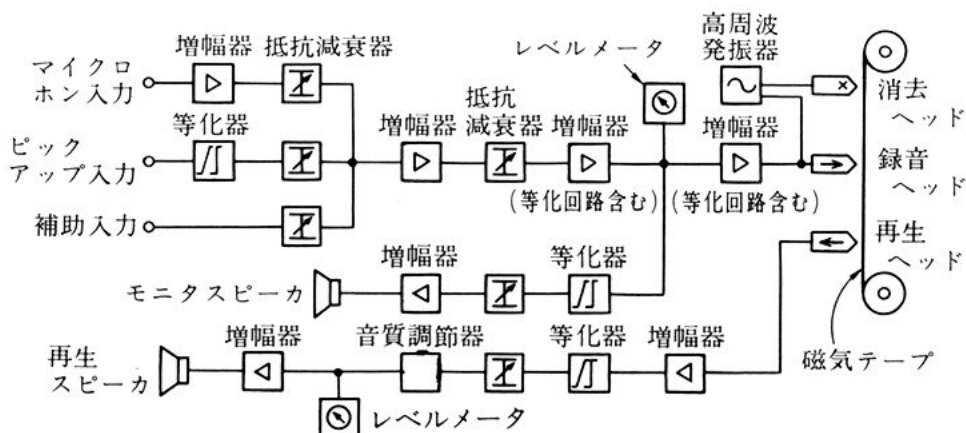 高周波
発振器
レベルメータ
増幅器 抵抗減衰器
マイクロ
ホン入力
消去
ヘッド
等化器
抵抗
減衰器
増幅器 増幅器 増幅器
ピック
アップ入力
録音
ヘッド
(等化回路含む) (等化回路含む)
補助入力
再生
ヘッド
増幅器 等化器
モニタスピーカ
増幅器 音質調節器 等化器 増幅器
再生
スピーカ
磁気テープ
レベルメータ